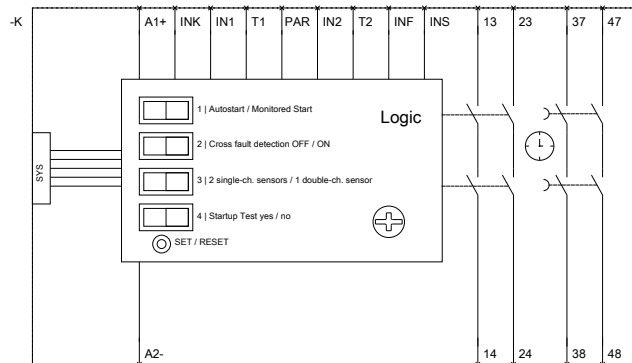 -K A1+ INK IN1 T1 PAR IN2 T2 INF INS 13 23 37 47
1 | Autostart / Monitored Start
Logic
2 | Cross fault detection OFF / ON
SYS
3 | 2 single-ch. sensors / 1 double-ch. sensor
4 | Startup Test yes / no
SET / RESET
A2- 14 24 38 48